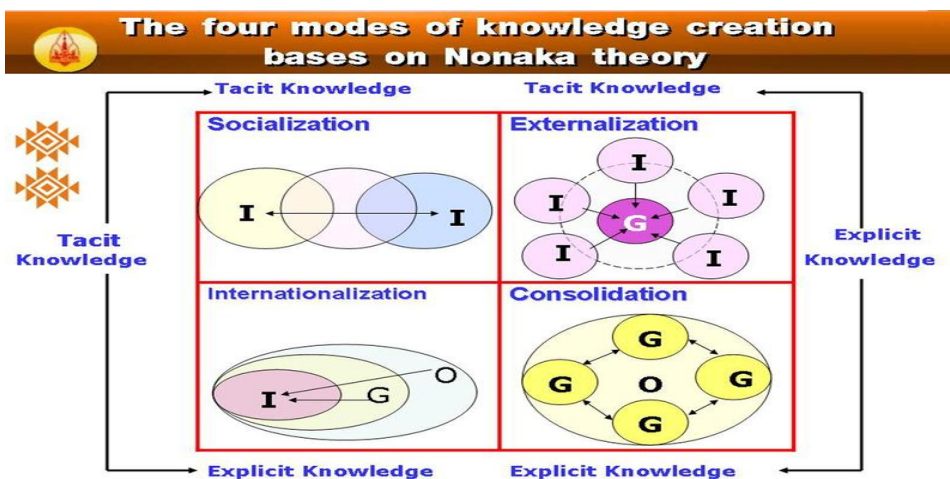 The four modes of knowledge creation
bases on Nonaka theory
Tacit Knowledge
Tacit Knowledge
Socialization
Externalization
I
I
I
I
I
G
I
I
Tacit
Knowledge
Explicit
Knowledge
Internationalization
Consolidation
I
G
O
G
G
O
G
G
Explicit Knowledge
Explicit Knowledge